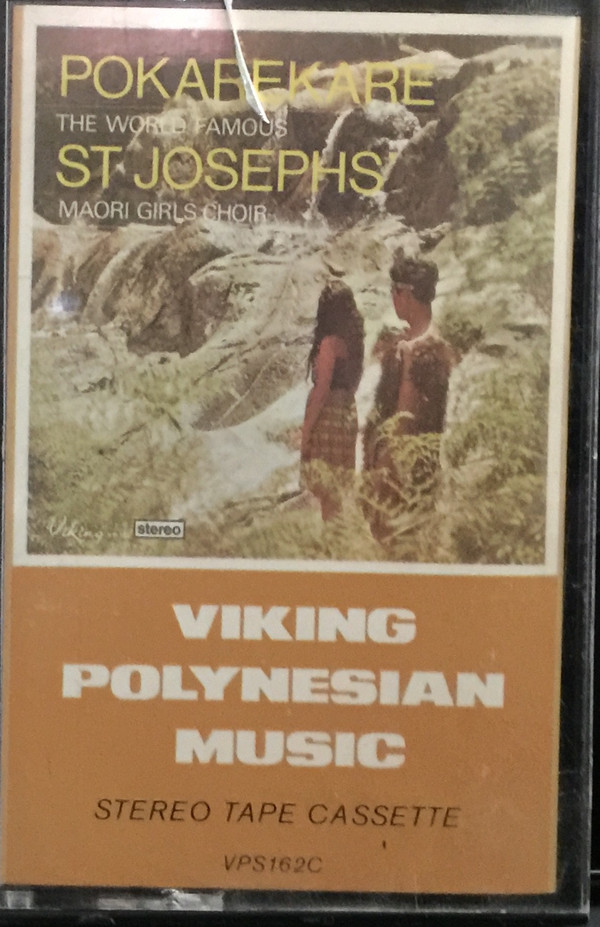 POKAREKARE
THE WORLD FAMOUS
ST JOSEPHS'
MAORI GIRLS CHOIR
Viking stereo
VIKING
POLYNESIAN
MUSIC
STEREO TAPE CASSETTE
VPS162C